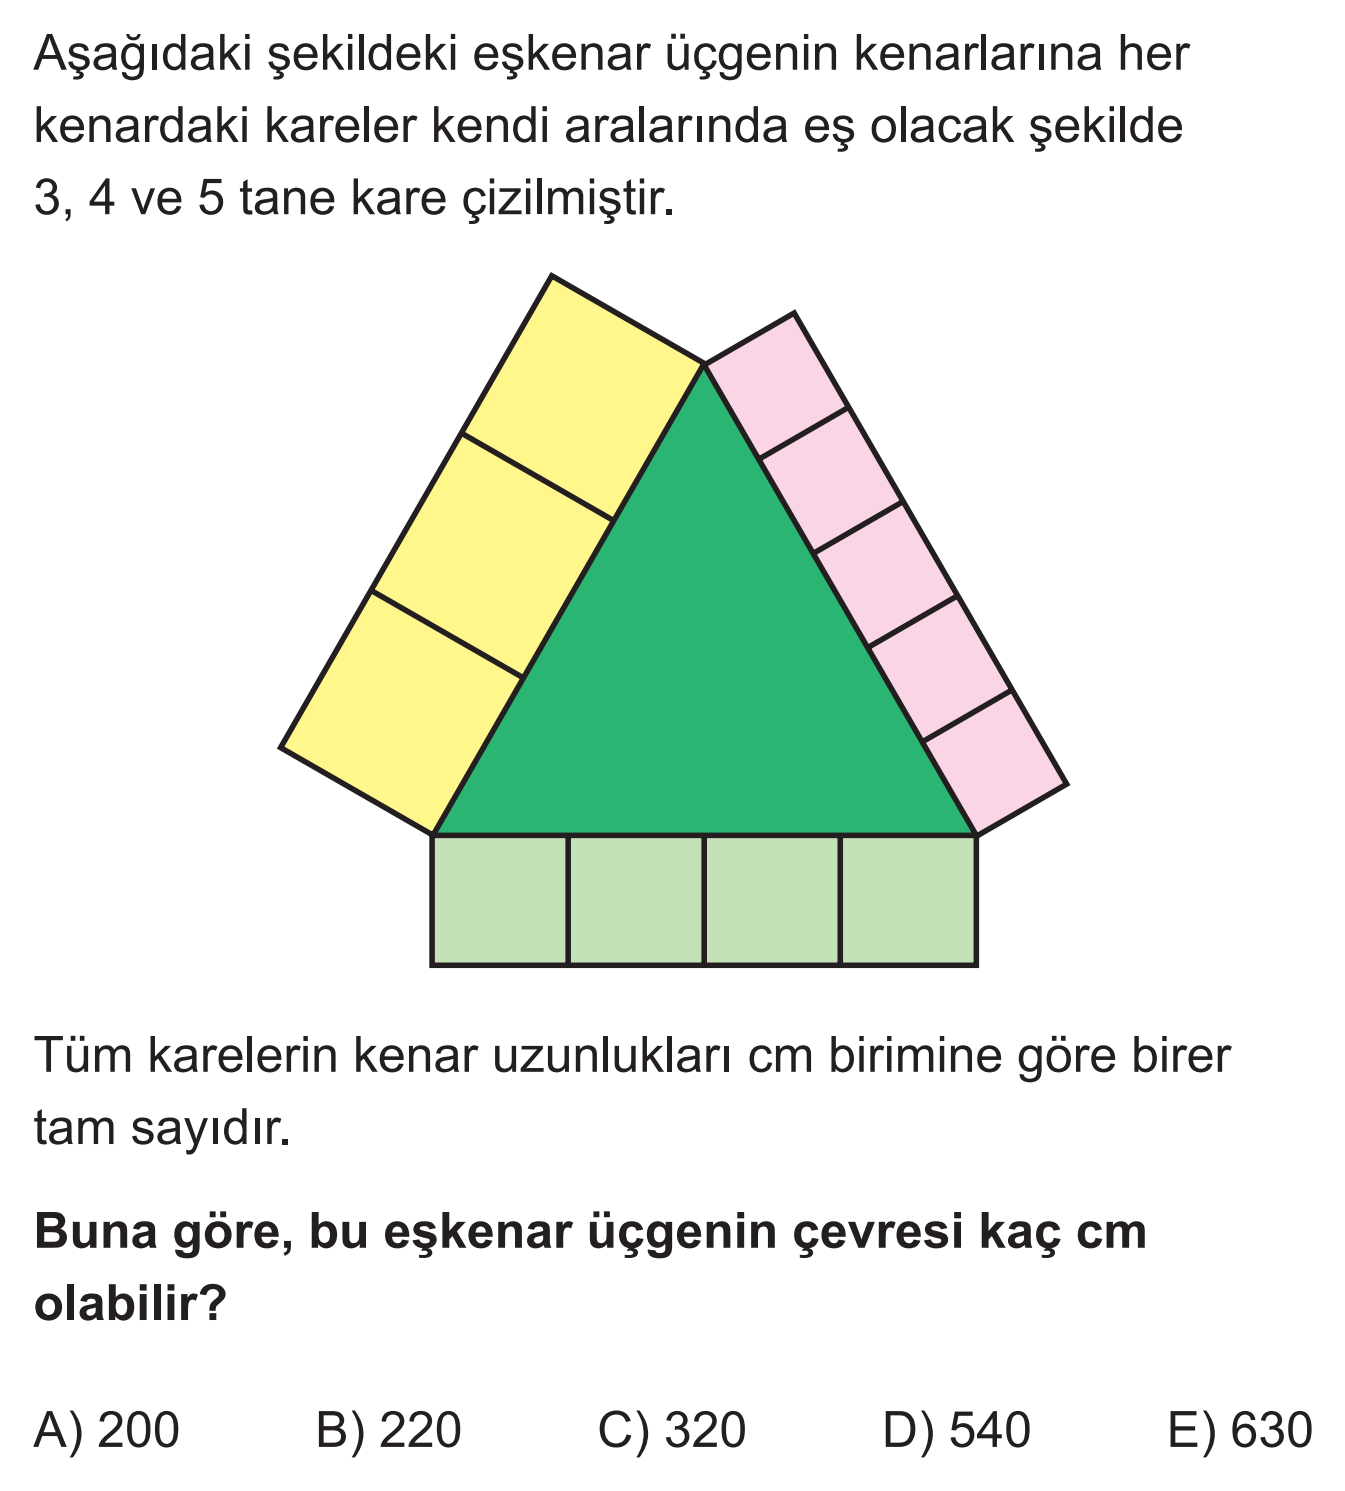 Aşağıdaki şekildeki eşkenar üçgenin kenarlarına her
kenardaki kareler kendi aralarında eş olacak şekilde
3, 4 ve 5 tane kare çizilmiştir.
Tüm karelerin kenar uzunlukları cm birimine göre birer
tam sayıdır.
Buna göre, bu eşkenar üçgenin çevresi kaç cm
olabilir?
A) 200 B) 220 C) 320 D) 540 E) 630